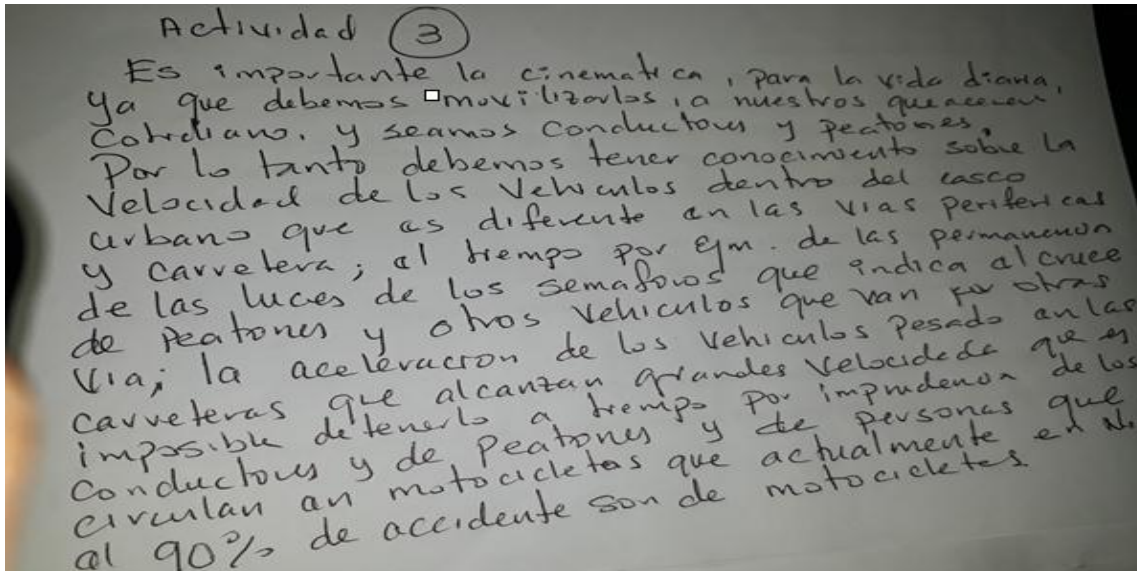 Actividad 3
Es importante la cinematica, para la vida diaria,
ya que debemos movilizarlos, a nuestros queaceres
Cotidiano. y seamos conductores y peatones.
Por lo tanto debemos tener conocimiento sobre la
Velocidad de los Vehiculos dentro del casco
urbano que es diferente en las vias perifericas
y carretera; al tiempo por ejm. de las permanencia
de las luces de los semaforos que indica al cruce
de Peatones y otros vehiculos que van por otras
via; la aceleracion de los vehiculos pesado en las
carreteras que alcanzan grandes velocidade que es
imposible detenerlo a tiempo por imprudencia de los
conductores y de Peatones y de personas que
circulan en motocicletas que actualmente en
el 90% de accidente son de motocicletas.